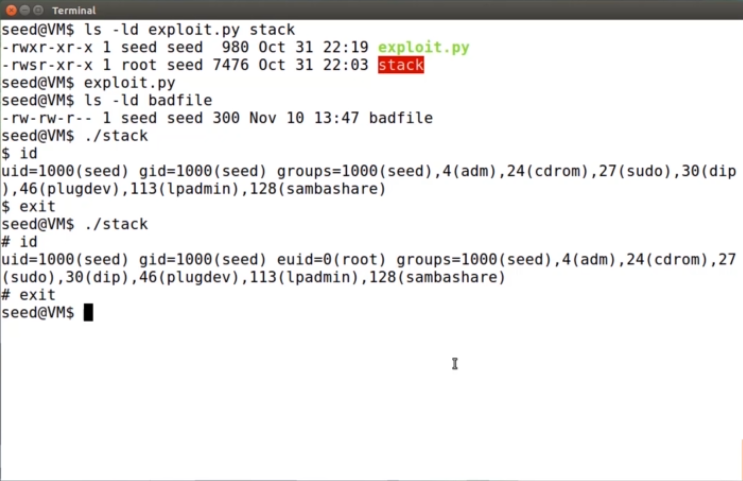 Terminal
seed@VM$ ls -ld exploit.py stack
-rwxr-xr-x 1 seed seed  980 Oct 31 22:19 exploit.py
-rwsr-xr-x 1 root seed 7476 Oct 31 22:03 stack
seed@VM$ exploit.py
seed@VM$ ls -ld badfile
-rw-rw-r-- 1 seed seed 300 Nov 10 13:47 badfile
seed@VM$ ./stack
$ id
uid=1000(seed) gid=1000(seed) groups=1000(seed),4(adm),24(cdrom),27(sudo),30(dip
),46(plugdev),113(lpadmin),128(sambashare)
$ exit
seed@VM$ ./stack
# id
uid=1000(seed) gid=1000(seed) euid=0(root) groups=1000(seed),4(adm),24(cdrom),27
(sudo),30(dip),46(plugdev),113(lpadmin),128(sambashare)
# exit
seed@VM$